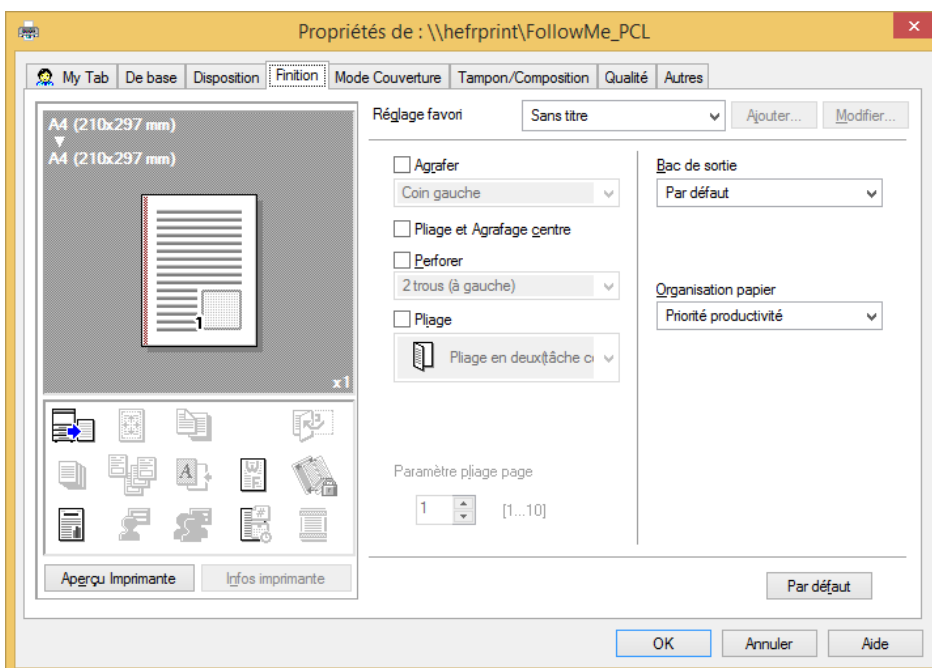 Propriétés de : \\hefrprint\FollowMe_PCL
My Tab De base Disposition Finition Mode Couverture Tampon/Composition Qualité Autres
A4 (210x297 mm)
A4 (210x297 mm)
1
x1
Aperçu Imprimante Infos imprimante
Réglage favori Sans titre Ajouter... Modifier...
Agrafer
Coin gauche
Pliage et Agrafage centre
Perforer
2 trous (à gauche)
Pliage
Pliage en deux(tâche c
Paramètre pliage page
1 [1...10]
Bac de sortie
Par défaut
Organisation papier
Priorité productivité
Par défaut
OK Annuler Aide